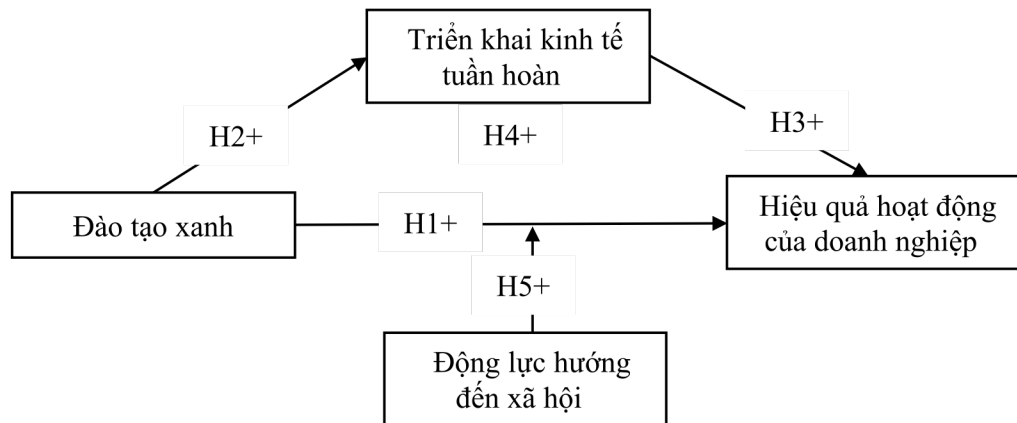 Triển khai kinh tế
tuần hoàn
H2+
H4+
H3+
Đào tạo xanh
H1+
Hiệu quả hoạt động
của doanh nghiệp
H5+
Động lực hướng
đến xã hội